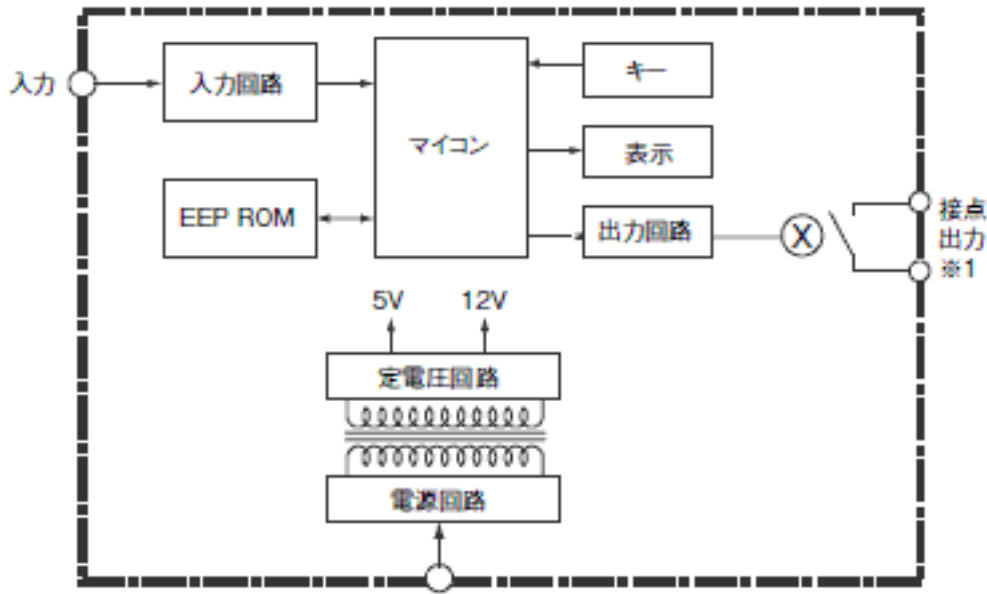 入力
入力回路
マイコン
キー
表示
EEP ROM
出力回路
X
接点
出力
※1
5V 12V
定電圧回路
電源回路